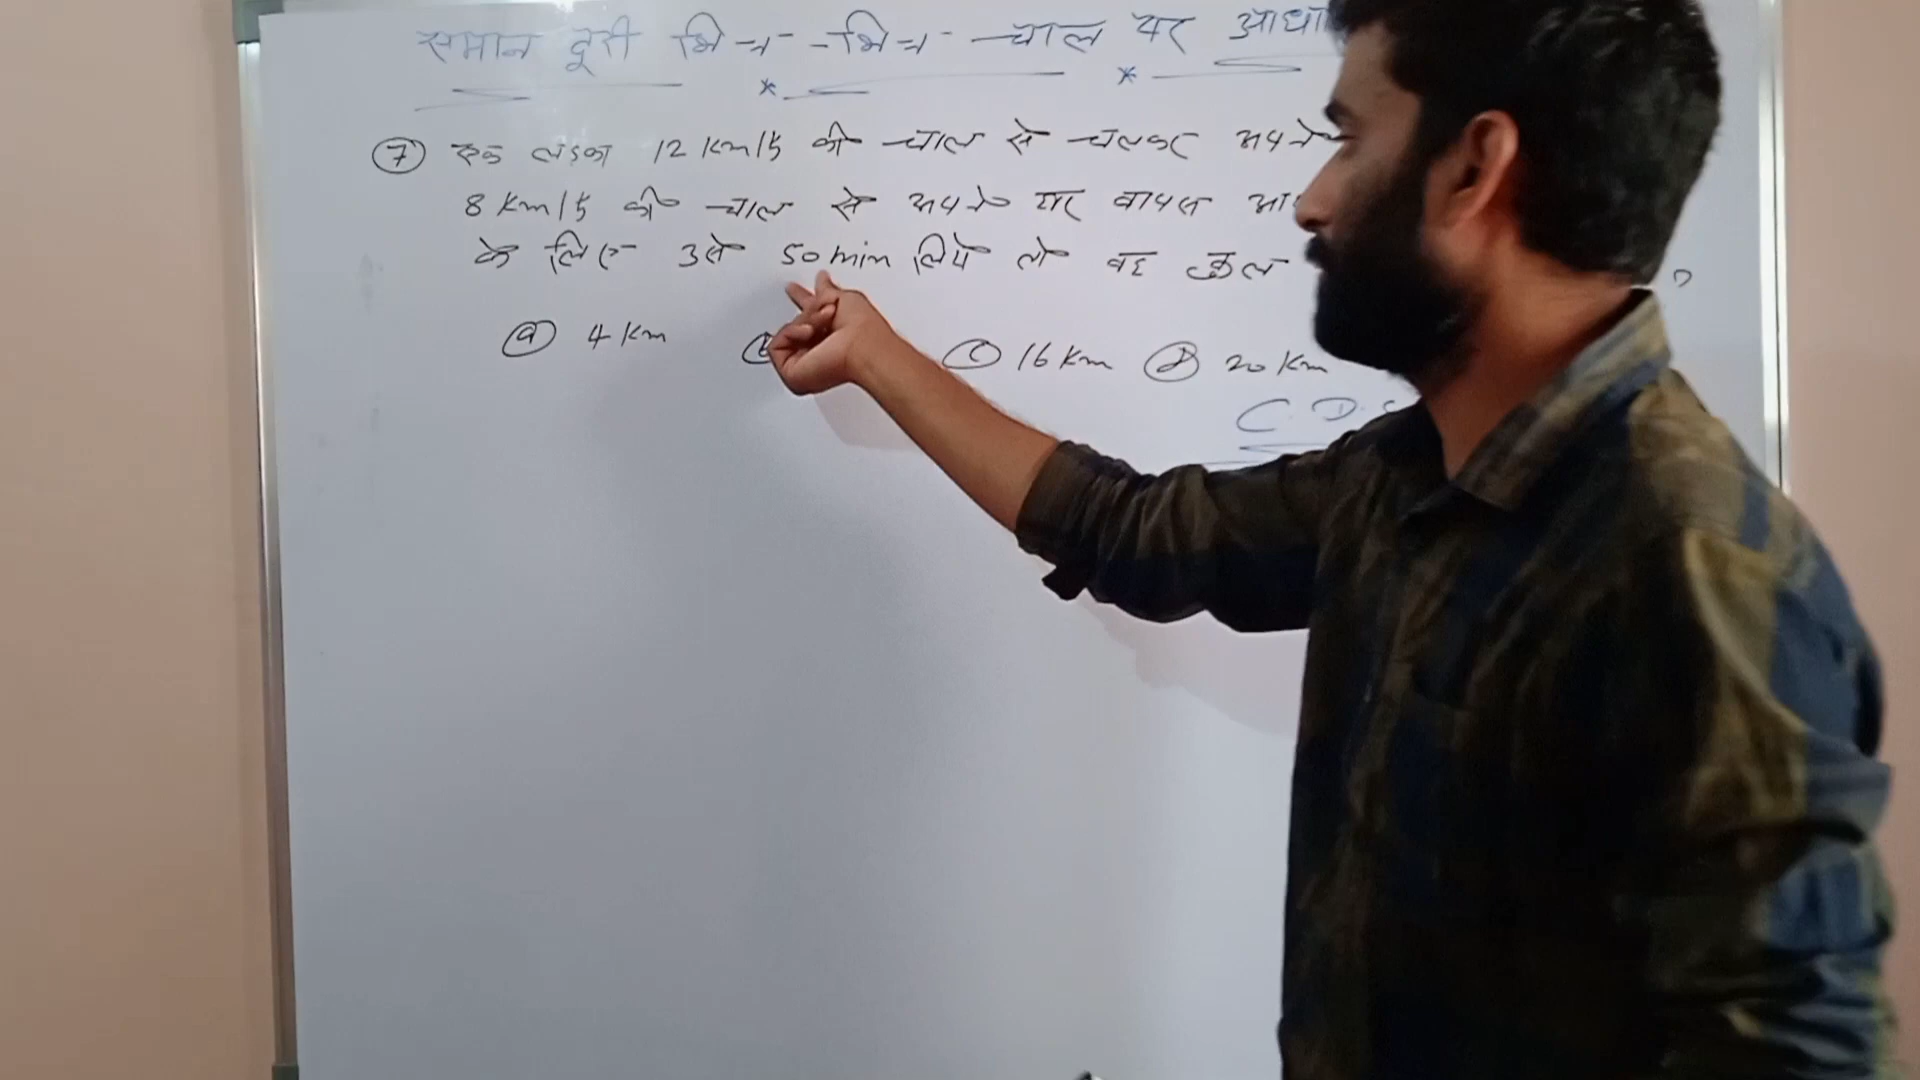 समान दूरी भिन्न-भिन्न चाल पर आधा
* *
(7) एक लड़का 12 km/h की चाल से चलकर अपने
8 km/h की चाल से अपने घर वापस आ
के लिए उसे 50 min लिये तो वह कुल ?
(a) 4 km (b) (c) 16 km (d) 20 km
C.D.S